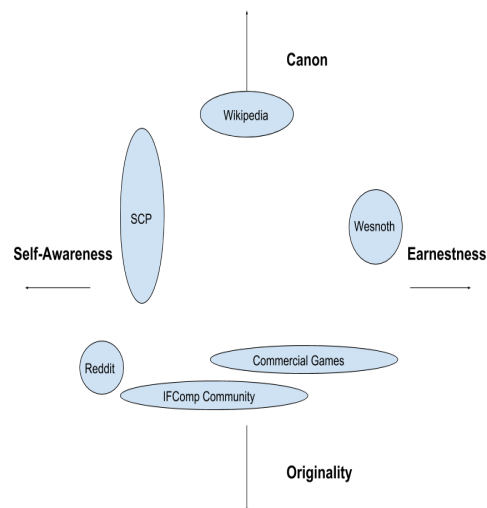 Canon
Wikipedia
SCP
Wesnoth
Self-Awareness
Earnestness
Reddit
Commercial Games
IFComp Community
Originality